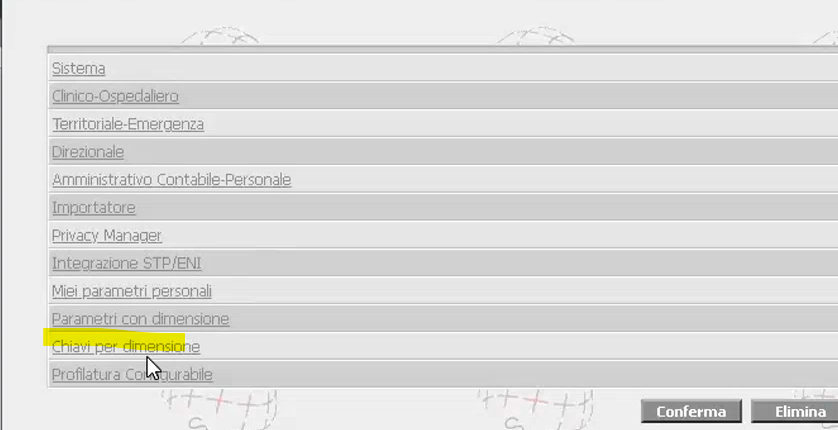 Sistema
Clinico-Ospedaliero
Territoriale-Emergenza
Direzionale
Amministrativo Contabile-Personale
Importatore
Privacy Manager
Integrazione STP/ENI
Miei parametri personali
Parametri con dimensione
Chiavi per dimensione
Profilatura Configurabile
Conferma Elimina